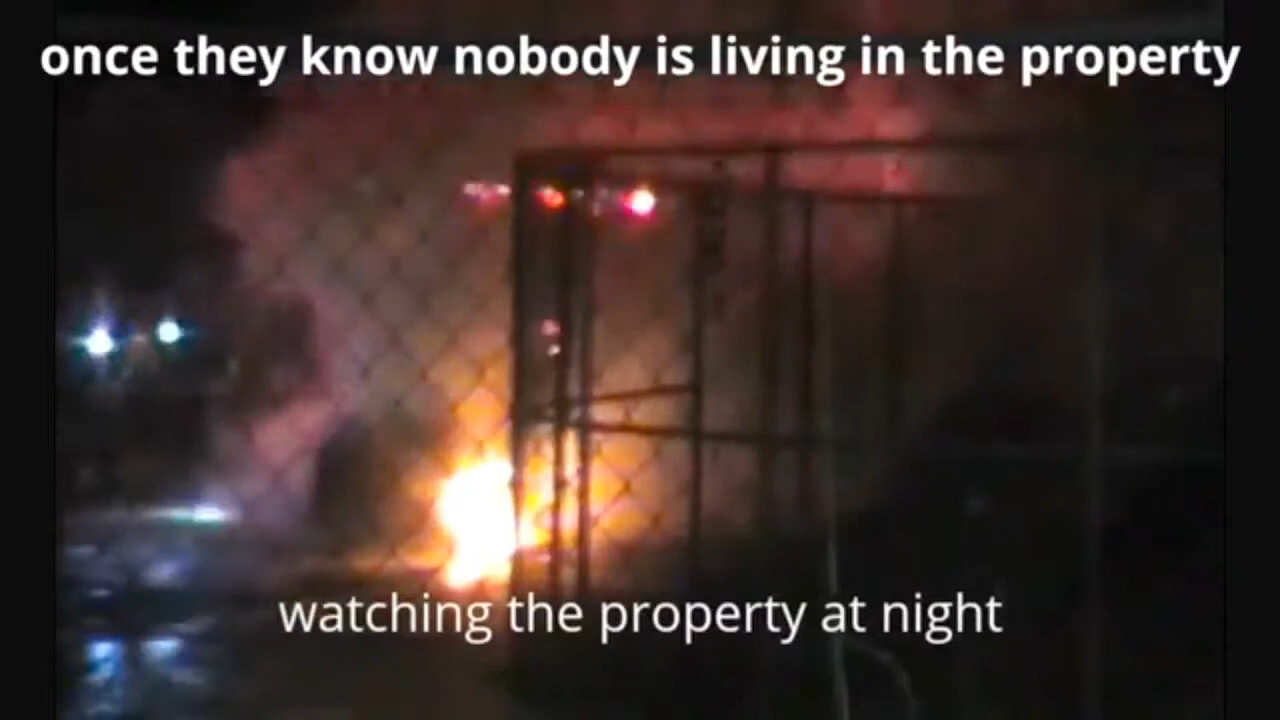 once they know nobody is living in the property
watching the property at night